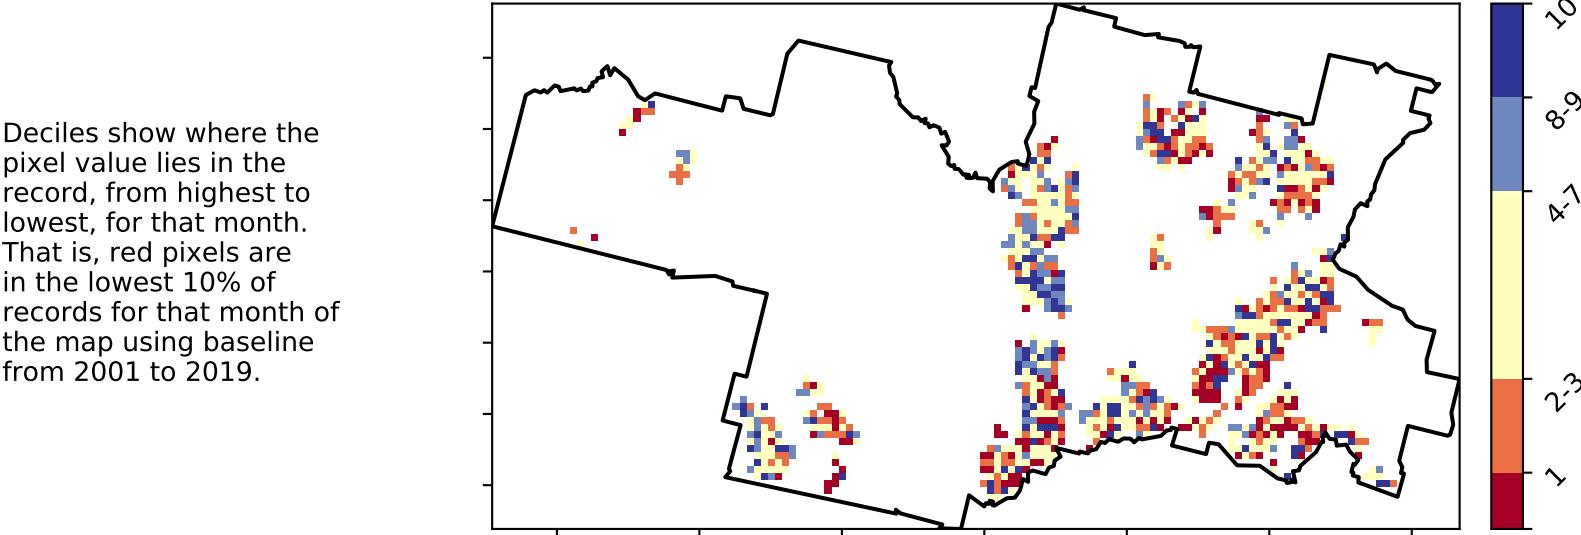 Deciles show where the
pixel value lies in the
record, from highest to
lowest, for that month.
That is, red pixels are
in the lowest 10% of
records for that month of
the map using baseline
from 2001 to 2019.
10
8-9
4-7
2-3
1